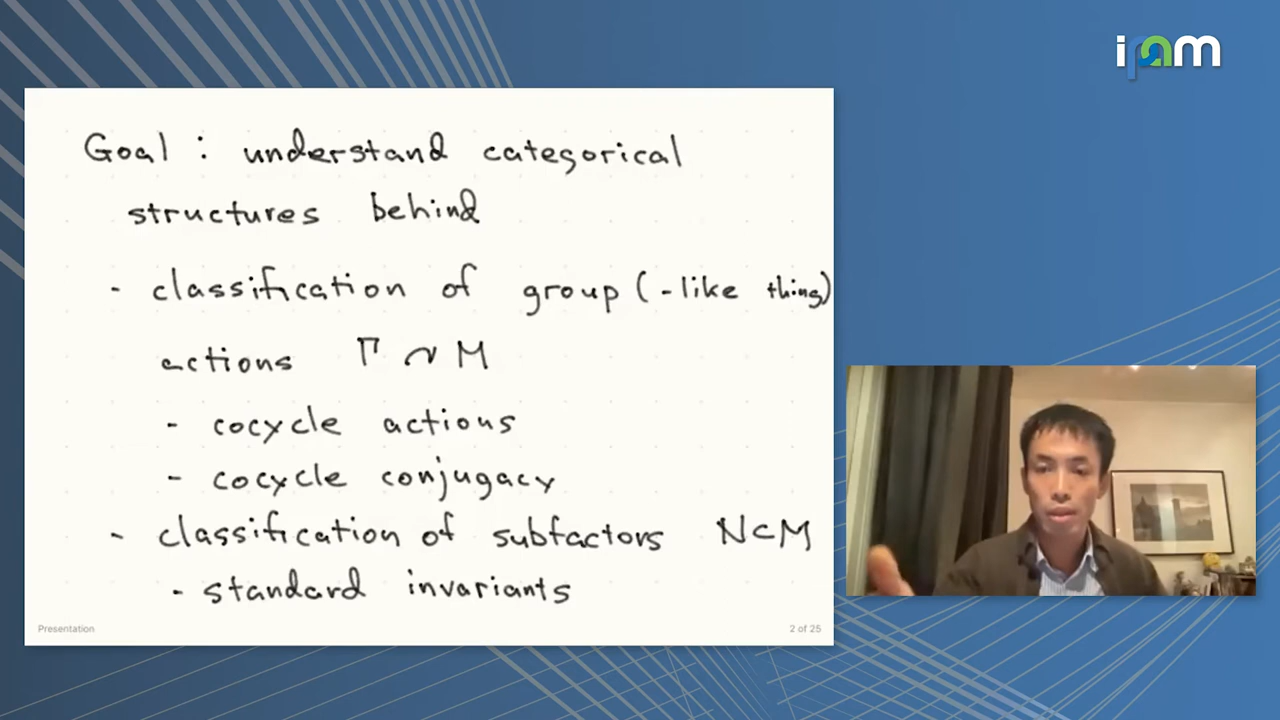 ipam
Goal : understand categorical
structures behind
- classification of group (-like thing)
actions Γ ↷ M
- cocycle actions
- cocycle conjugacy
- classification of subfactors N⊂M
- standard invariants
Presentation
2 of 25